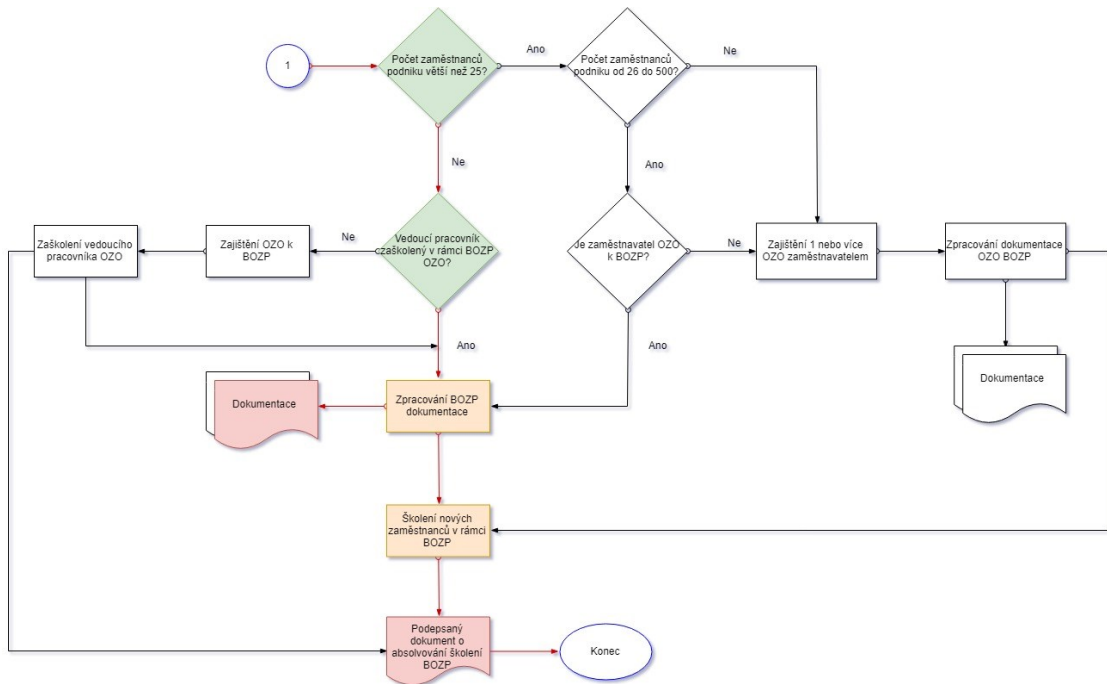 1
Počet zaměstnanců
podniku větší než 25?
Ano
Počet zaměstnanců
podniku od 26 do 500?
Ne
Ne
Ano
Zaškolení vedoucího
pracovníka OZO
Zajištění OZO k
BOZP
Ne
Vedoucí pracovník
zaškolený v rámci BOZP
OZO?
Je zaměstnavatel OZO
k BOZP?
Ne
Zajištění 1 nebo více
OZO zaměstnavatelem
Zpracování dokumentace
OZO BOZP
Ano
Ano
Dokumentace
Zpracování BOZP
dokumentace
Dokumentace
Školení nových
zaměstnanců v rámci
BOZP
Podepsaný
dokument o
absolvování školení
BOZP
Konec